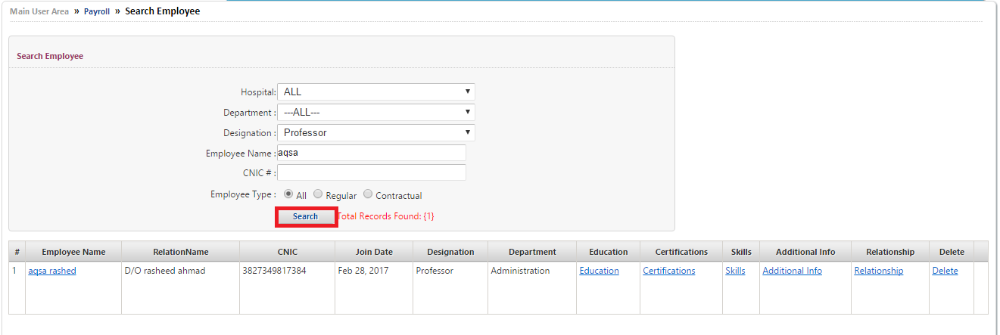 Main User Area » Payroll » Search Employee
Search Employee
Hospital: ALL
Department : ---ALL---
Designation : Professor
Employee Name : aqsa
CNIC # :
Employee Type : All Regular Contractual
Search Total Records Found: {1}
# Employee Name RelationName CNIC Join Date Designation Department Education Certifications Skills Additional Info Relationship Delete
1 aqsa rashed D/O rasheed ahmad 3827349817384 Feb 28, 2017 Professor Administration Education Certifications Skills Additional Info Relationship Delete